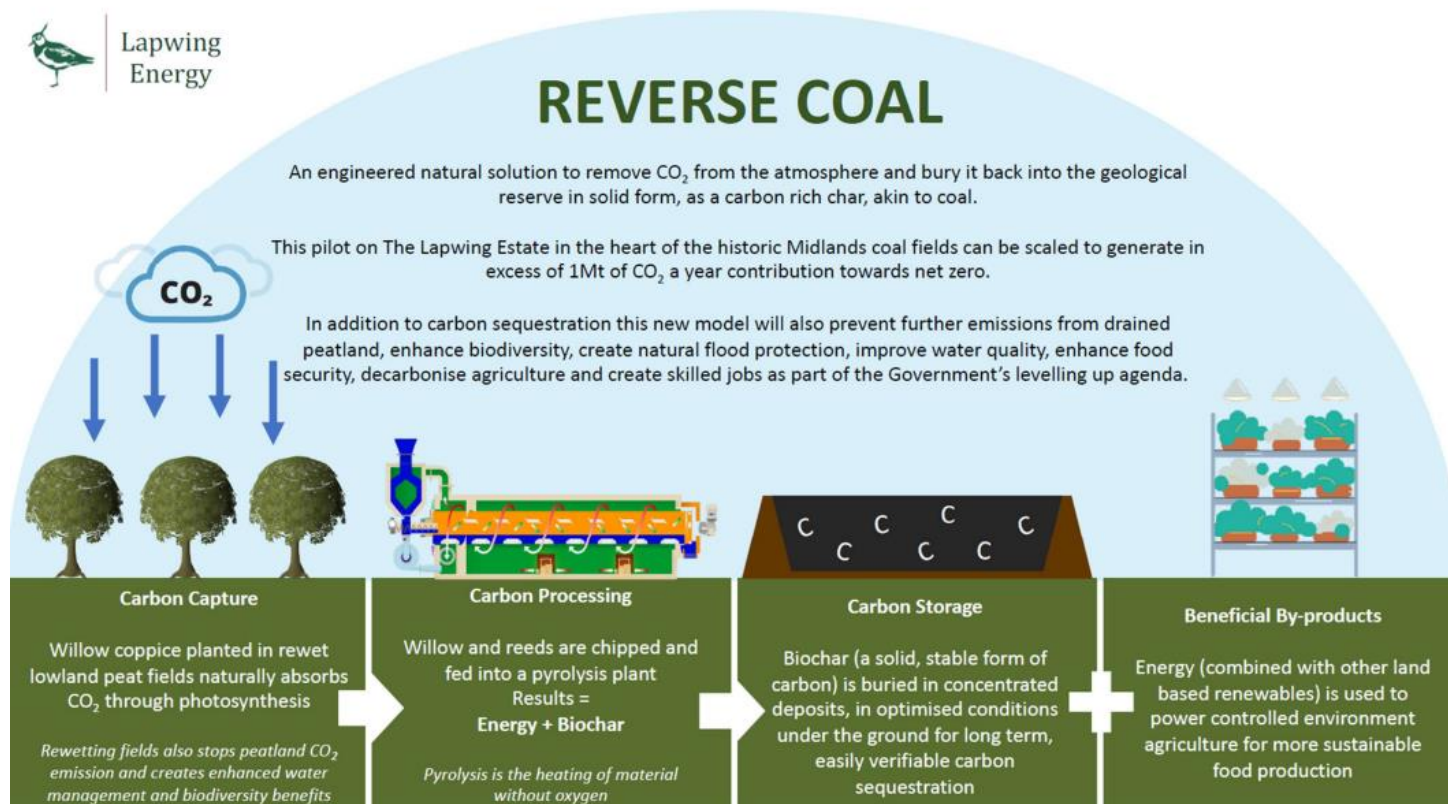 Lapwing
Energy
REVERSE COAL
An engineered natural solution to remove CO₂ from the atmosphere and bury it back into the geological
reserve in solid form, as a carbon rich char, akin to coal.
This pilot on The Lapwing Estate in the heart of the historic Midlands coal fields can be scaled to generate in
excess of 1Mt of CO₂ a year contribution towards net zero.
In addition to carbon sequestration this new model will also prevent further emissions from drained
peatland, enhance biodiversity, create natural flood protection, improve water quality, enhance food
security, decarbonise agriculture and create skilled jobs as part of the Government's levelling up agenda.
CO₂
C C C C
C C C
Carbon Capture
Willow coppice planted in rewet
lowland peat fields naturally absorbs
CO₂ through photosynthesis
Rewetting fields also stops peatland CO₂
emission and creates enhanced water
management and biodiversity benefits
Carbon Processing
Willow and reeds are chipped and
fed into a pyrolysis plant
Results =
Energy + Biochar
Pyrolysis is the heating of material
without oxygen
Carbon Storage
Biochar (a solid, stable form of
carbon) is buried in concentrated
deposits, in optimised conditions
under the ground for long term,
easily verifiable carbon
sequestration
Beneficial By-products
Energy (combined with other land
based renewables) is used to
power controlled environment
agriculture for more sustainable
food production